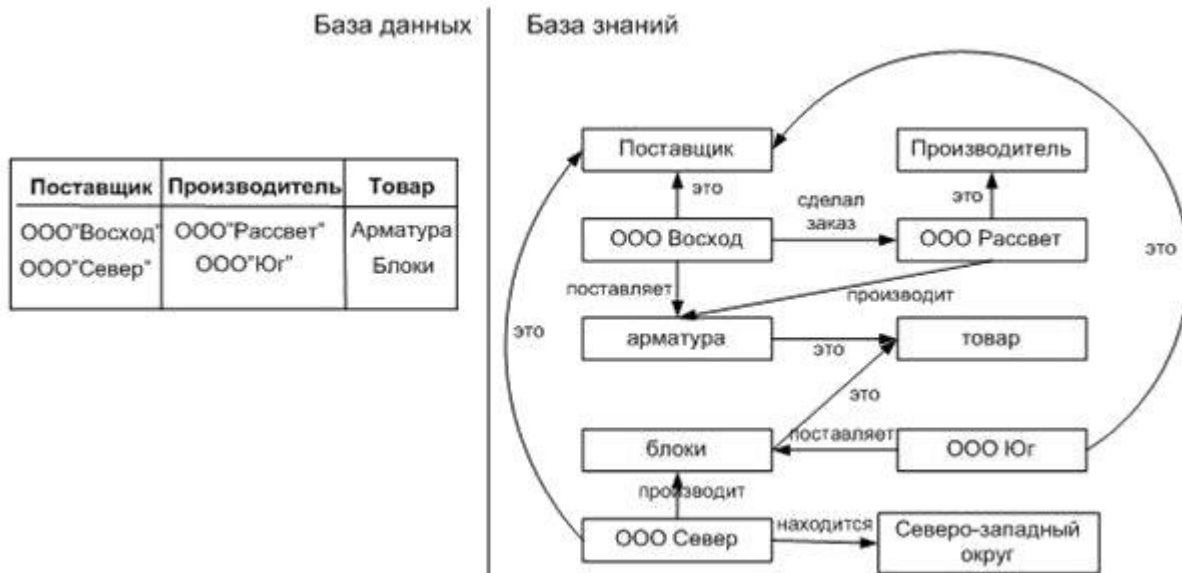 База данных
База знаний
Поставщик Производитель Товар
ООО"Восход" ООО"Рассвет" Арматура
ООО"Север" ООО"Юг" Блоки
Поставщик
Производитель
это
сделал
заказ
это
это
ООО Восход
ООО Рассвет
поставляет
производит
это
арматура
это
товар
это
блоки
поставляет
ООО Юг
производит
ООО Север
находится
Северо-западный
округ